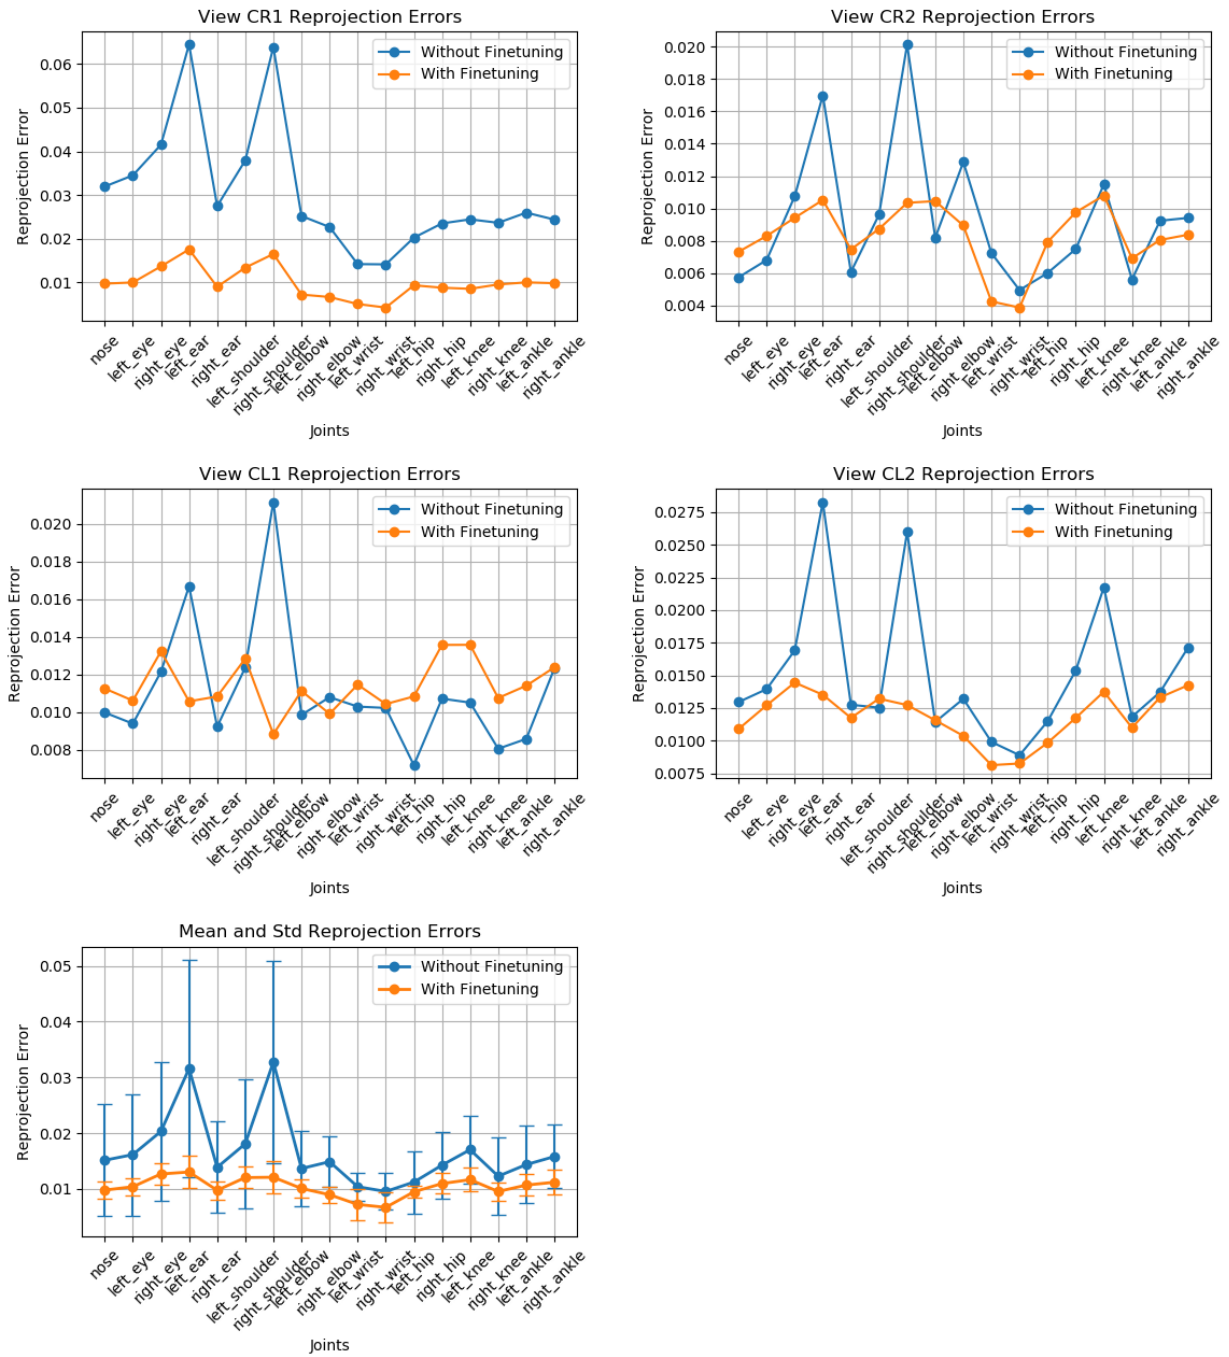 View CR1 Reprojection Errors
0.06
0.05
0.04
0.03
0.02
0.01
Reprojection Error
Without Finetuning
With Finetuning
nose
left_eye
right_eye
left_ear
right_ear
left_shoulder
right_shoulder
left_elbow
right_elbow
left_wrist
right_wrist
left_hip
right_hip
left_knee
right_knee
left_ankle
right_ankle
Joints
View CR2 Reprojection Errors
0.020
0.018
0.016
0.014
0.012
0.010
0.008
0.006
0.004
Reprojection Error
Without Finetuning
With Finetuning
nose
left_eye
right_eye
left_ear
right_ear
left_shoulder
right_shoulder
left_elbow
right_elbow
left_wrist
right_wrist
left_hip
right_hip
left_knee
right_knee
left_ankle
right_ankle
Joints
View CL1 Reprojection Errors
0.020
0.018
0.016
0.014
0.012
0.010
0.008
Reprojection Error
Without Finetuning
With Finetuning
nose
left_eye
right_eye
left_ear
right_ear
left_shoulder
right_shoulder
left_elbow
right_elbow
left_wrist
right_wrist
left_hip
right_hip
left_knee
right_knee
left_ankle
right_ankle
Joints
View CL2 Reprojection Errors
0.0275
0.0250
0.0225
0.0200
0.0175
0.0150
0.0125
0.0100
0.0075
Reprojection Error
Without Finetuning
With Finetuning
nose
left_eye
right_eye
left_ear
right_ear
left_shoulder
right_shoulder
left_elbow
right_elbow
left_wrist
right_wrist
left_hip
right_hip
left_knee
right_knee
left_ankle
right_ankle
Joints
Mean and Std Reprojection Errors
0.05
0.04
0.03
0.02
0.01
Reprojection Error
Without Finetuning
With Finetuning
nose
left_eye
right_eye
left_ear
right_ear
left_shoulder
right_shoulder
left_elbow
right_elbow
left_wrist
right_wrist
left_hip
right_hip
left_knee
right_knee
left_ankle
right_ankle
Joints